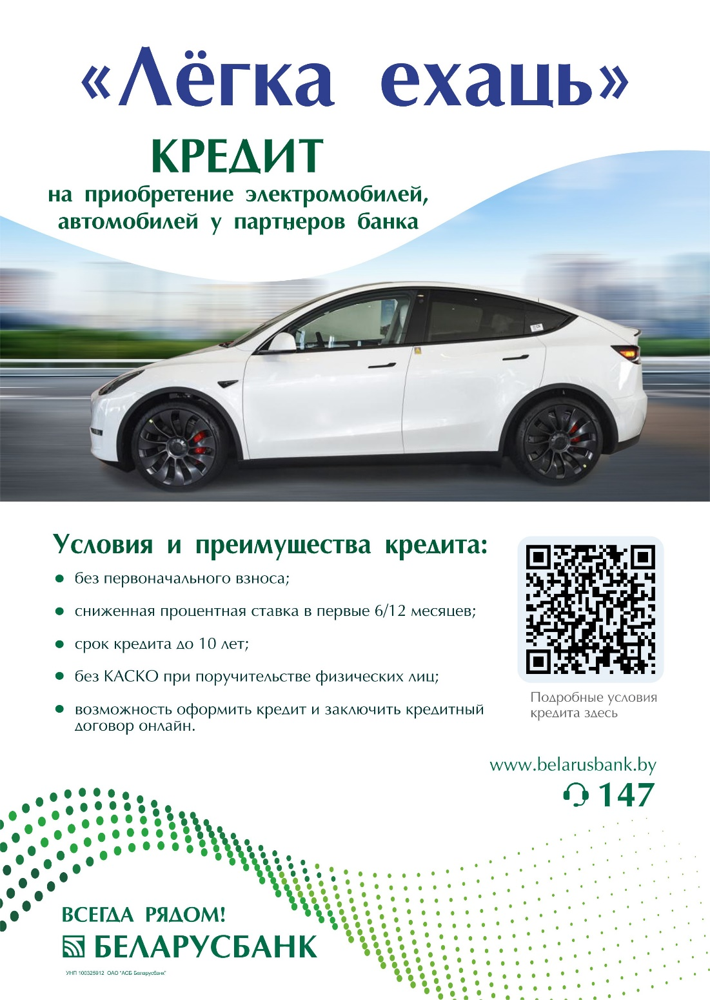 «Лёгка ехаць»
КРЕДИТ
на приобретение электромобилей,
автомобилей у партнеров банка
Условия и преимущества кредита:
без первоначального взноса;
сниженная процентная ставка в первые 6/12 месяцев;
срок кредита до 10 лет;
без КАСКО при поручительстве физических лиц;
возможность оформить кредит и заключить кредитный
договор онлайн.
Подробные условия
кредита здесь
www.belarusbank.by
147
ВСЕГДА РЯДОМ!
БЕЛАРУСБАНК
УНП 100325912 ОАО "АСБ Беларусбанк"